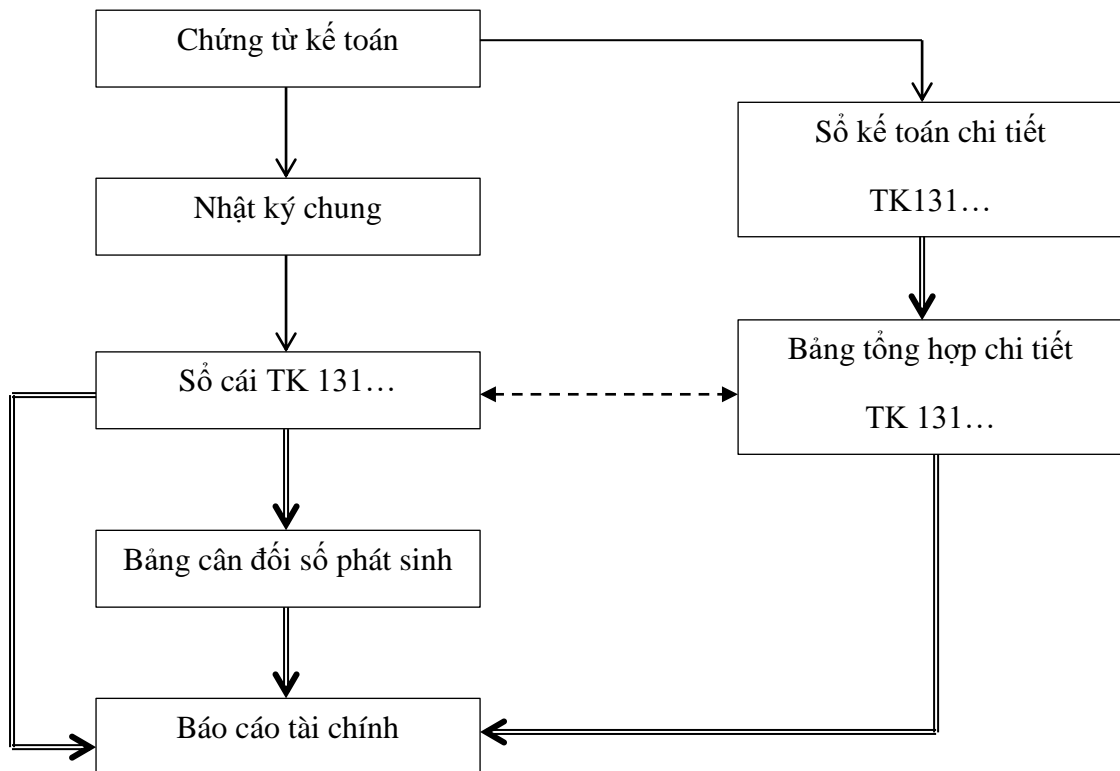 Chứng từ kế toán
Sổ kế toán chi tiết
TK131…
Nhật ký chung
Bảng tổng hợp chi tiết
TK 131…
Sổ cái TK 131…
Bảng cân đối số phát sinh
Báo cáo tài chính